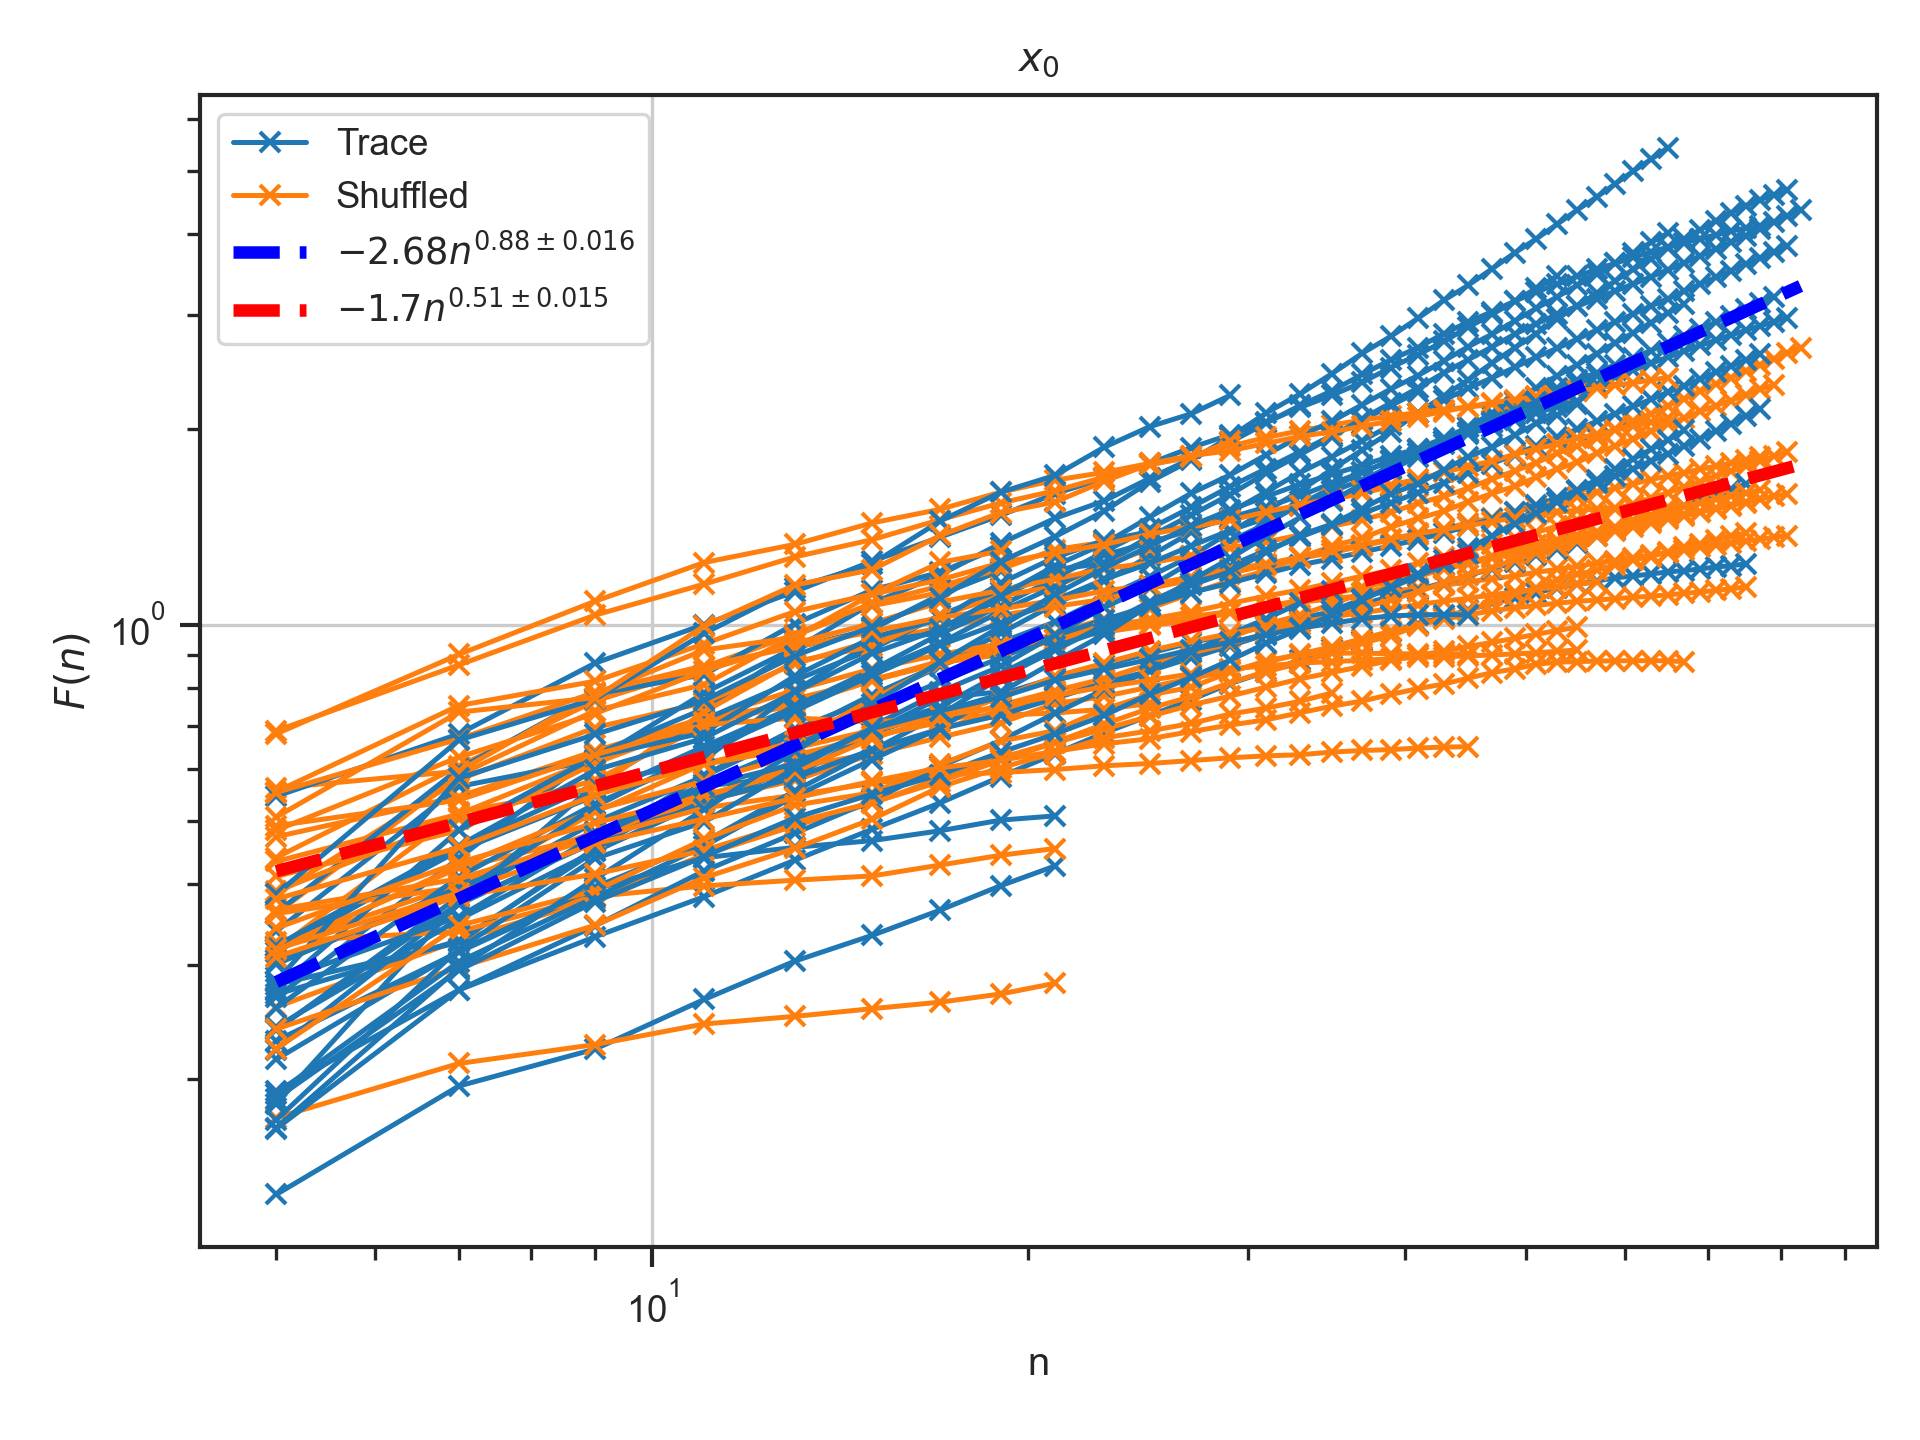 x₀
Trace
Shuffled
−2.68n^0.88 ± 0.016
−1.7n^0.51 ± 0.015
10⁰
F(n)
10¹
n